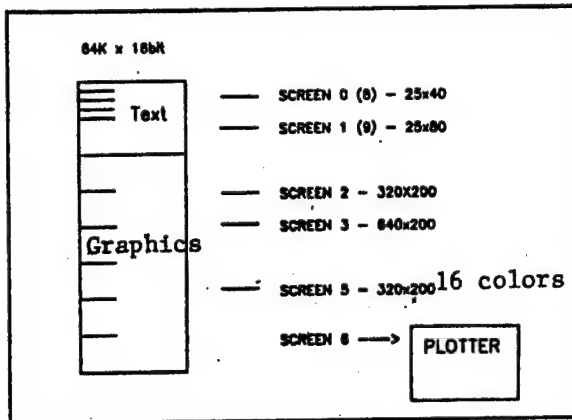 64K x 16bit
Text
SCREEN 0 (8) - 25x40
SCREEN 1 (9) - 25x80
SCREEN 2 - 320X200
SCREEN 3 - 640x200
Graphics
SCREEN 5 - 320x200 16 colors
SCREEN 6
PLOTTER